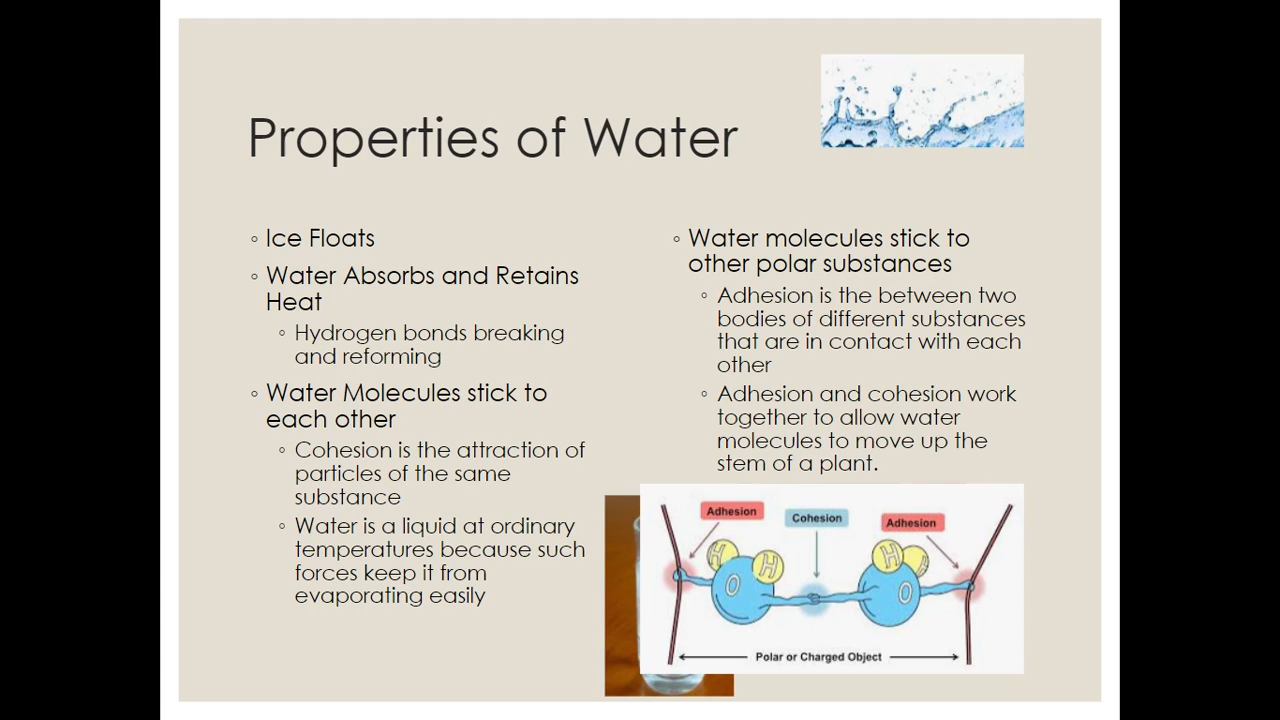 Properties of Water
◦ Ice Floats
◦ Water Absorbs and Retains
Heat
◦ Hydrogen bonds breaking
and reforming
◦ Water Molecules stick to
each other
◦ Cohesion is the attraction of
particles of the same
substance
◦ Water is a liquid at ordinary
temperatures because such
forces keep it from
evaporating easily
◦ Water molecules stick to
other polar substances
◦ Adhesion is the between two
bodies of different substances
that are in contact with each
other
◦ Adhesion and cohesion work
together to allow water
molecules to move up the
stem of a plant.
Adhesion
Cohesion
Adhesion
H H O
H H O
Polar or Charged Object